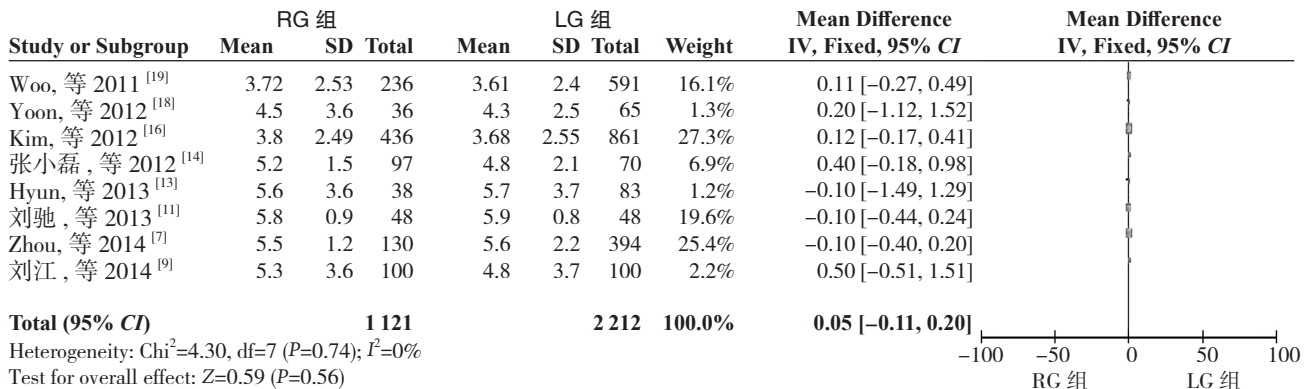 RG 组 LG 组 Mean Difference Mean Difference
Study or Subgroup Mean SD Total Mean SD Total Weight IV, Fixed, 95% CI IV, Fixed, 95% CI
Woo, 等 2011 [19] 3.72 2.53 236 3.61 2.4 591 16.1% 0.11 [−0.27, 0.49]
Yoon, 等 2012 [18] 4.5 3.6 36 4.3 2.5 65 1.3% 0.20 [−1.12, 1.52]
Kim, 等 2012 [16] 3.8 2.49 436 3.68 2.55 861 27.3% 0.12 [−0.17, 0.41]
张小磊 , 等 2012 [14] 5.2 1.5 97 4.8 2.1 70 6.9% 0.40 [−0.18, 0.98]
Hyun, 等 2013 [13] 5.6 3.6 38 5.7 3.7 83 1.2% −0.10 [−1.49, 1.29]
刘驰 , 等 2013 [11] 5.8 0.9 48 5.9 0.8 48 19.6% −0.10 [−0.44, 0.24]
Zhou, 等 2014 [7] 5.5 1.2 130 5.6 2.2 394 25.4% −0.10 [−0.40, 0.20]
刘江 , 等 2014 [9] 5.3 3.6 100 4.8 3.7 100 2.2% 0.50 [−0.51, 1.51]
Total (95% CI) 1 121 2 212 100.0% 0.05 [−0.11, 0.20]
Heterogeneity: Chi²=4.30, df=7 (P=0.74); I²=0%
−100 −50 0 50 100
Test for overall effect: Z=0.59 (P=0.56)
RG 组 LG 组